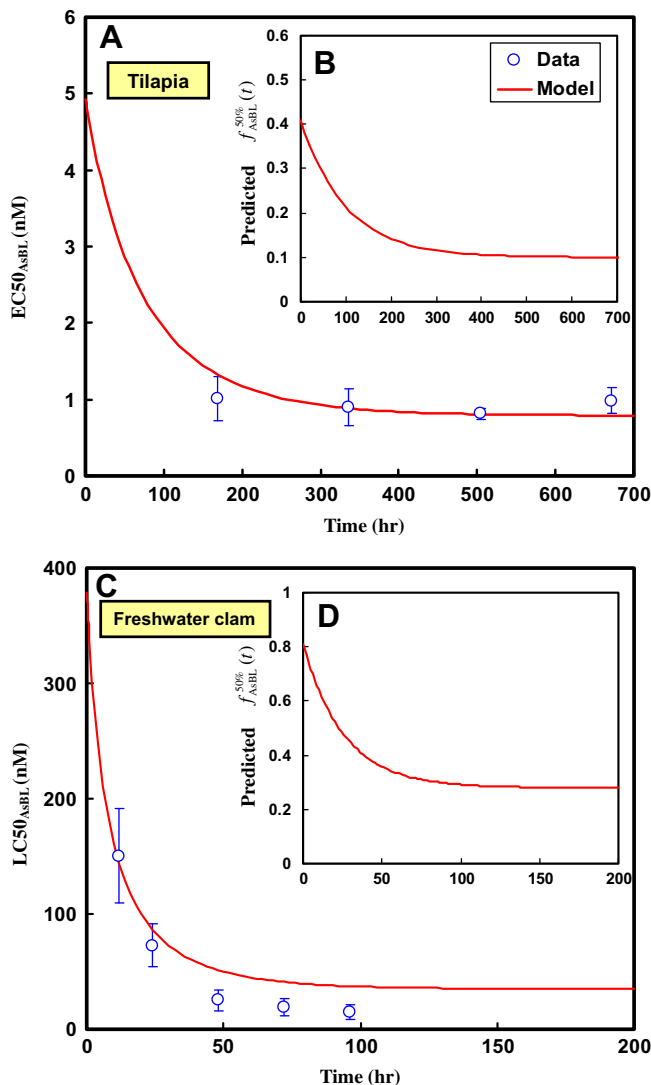 A
Tilapia
6
5
4
3
2
1
0
EC50AsBL (nM)
0 100 200 300 400 500 600 700
Time (hr)
B
Data
Model
0.6
0.5
0.4
0.3
0.2
0.1
0
Predicted f AsBL 50% (t)
0 100 200 300 400 500 600 700
C
Freshwater clam
400
300
200
100
0
LC50AsBL (nM)
0 50 100 150 200
Time (hr)
D
1
0.8
0.6
0.4
0.2
0
Predicted f AsBL 50% (t)
0 50 100 150 200